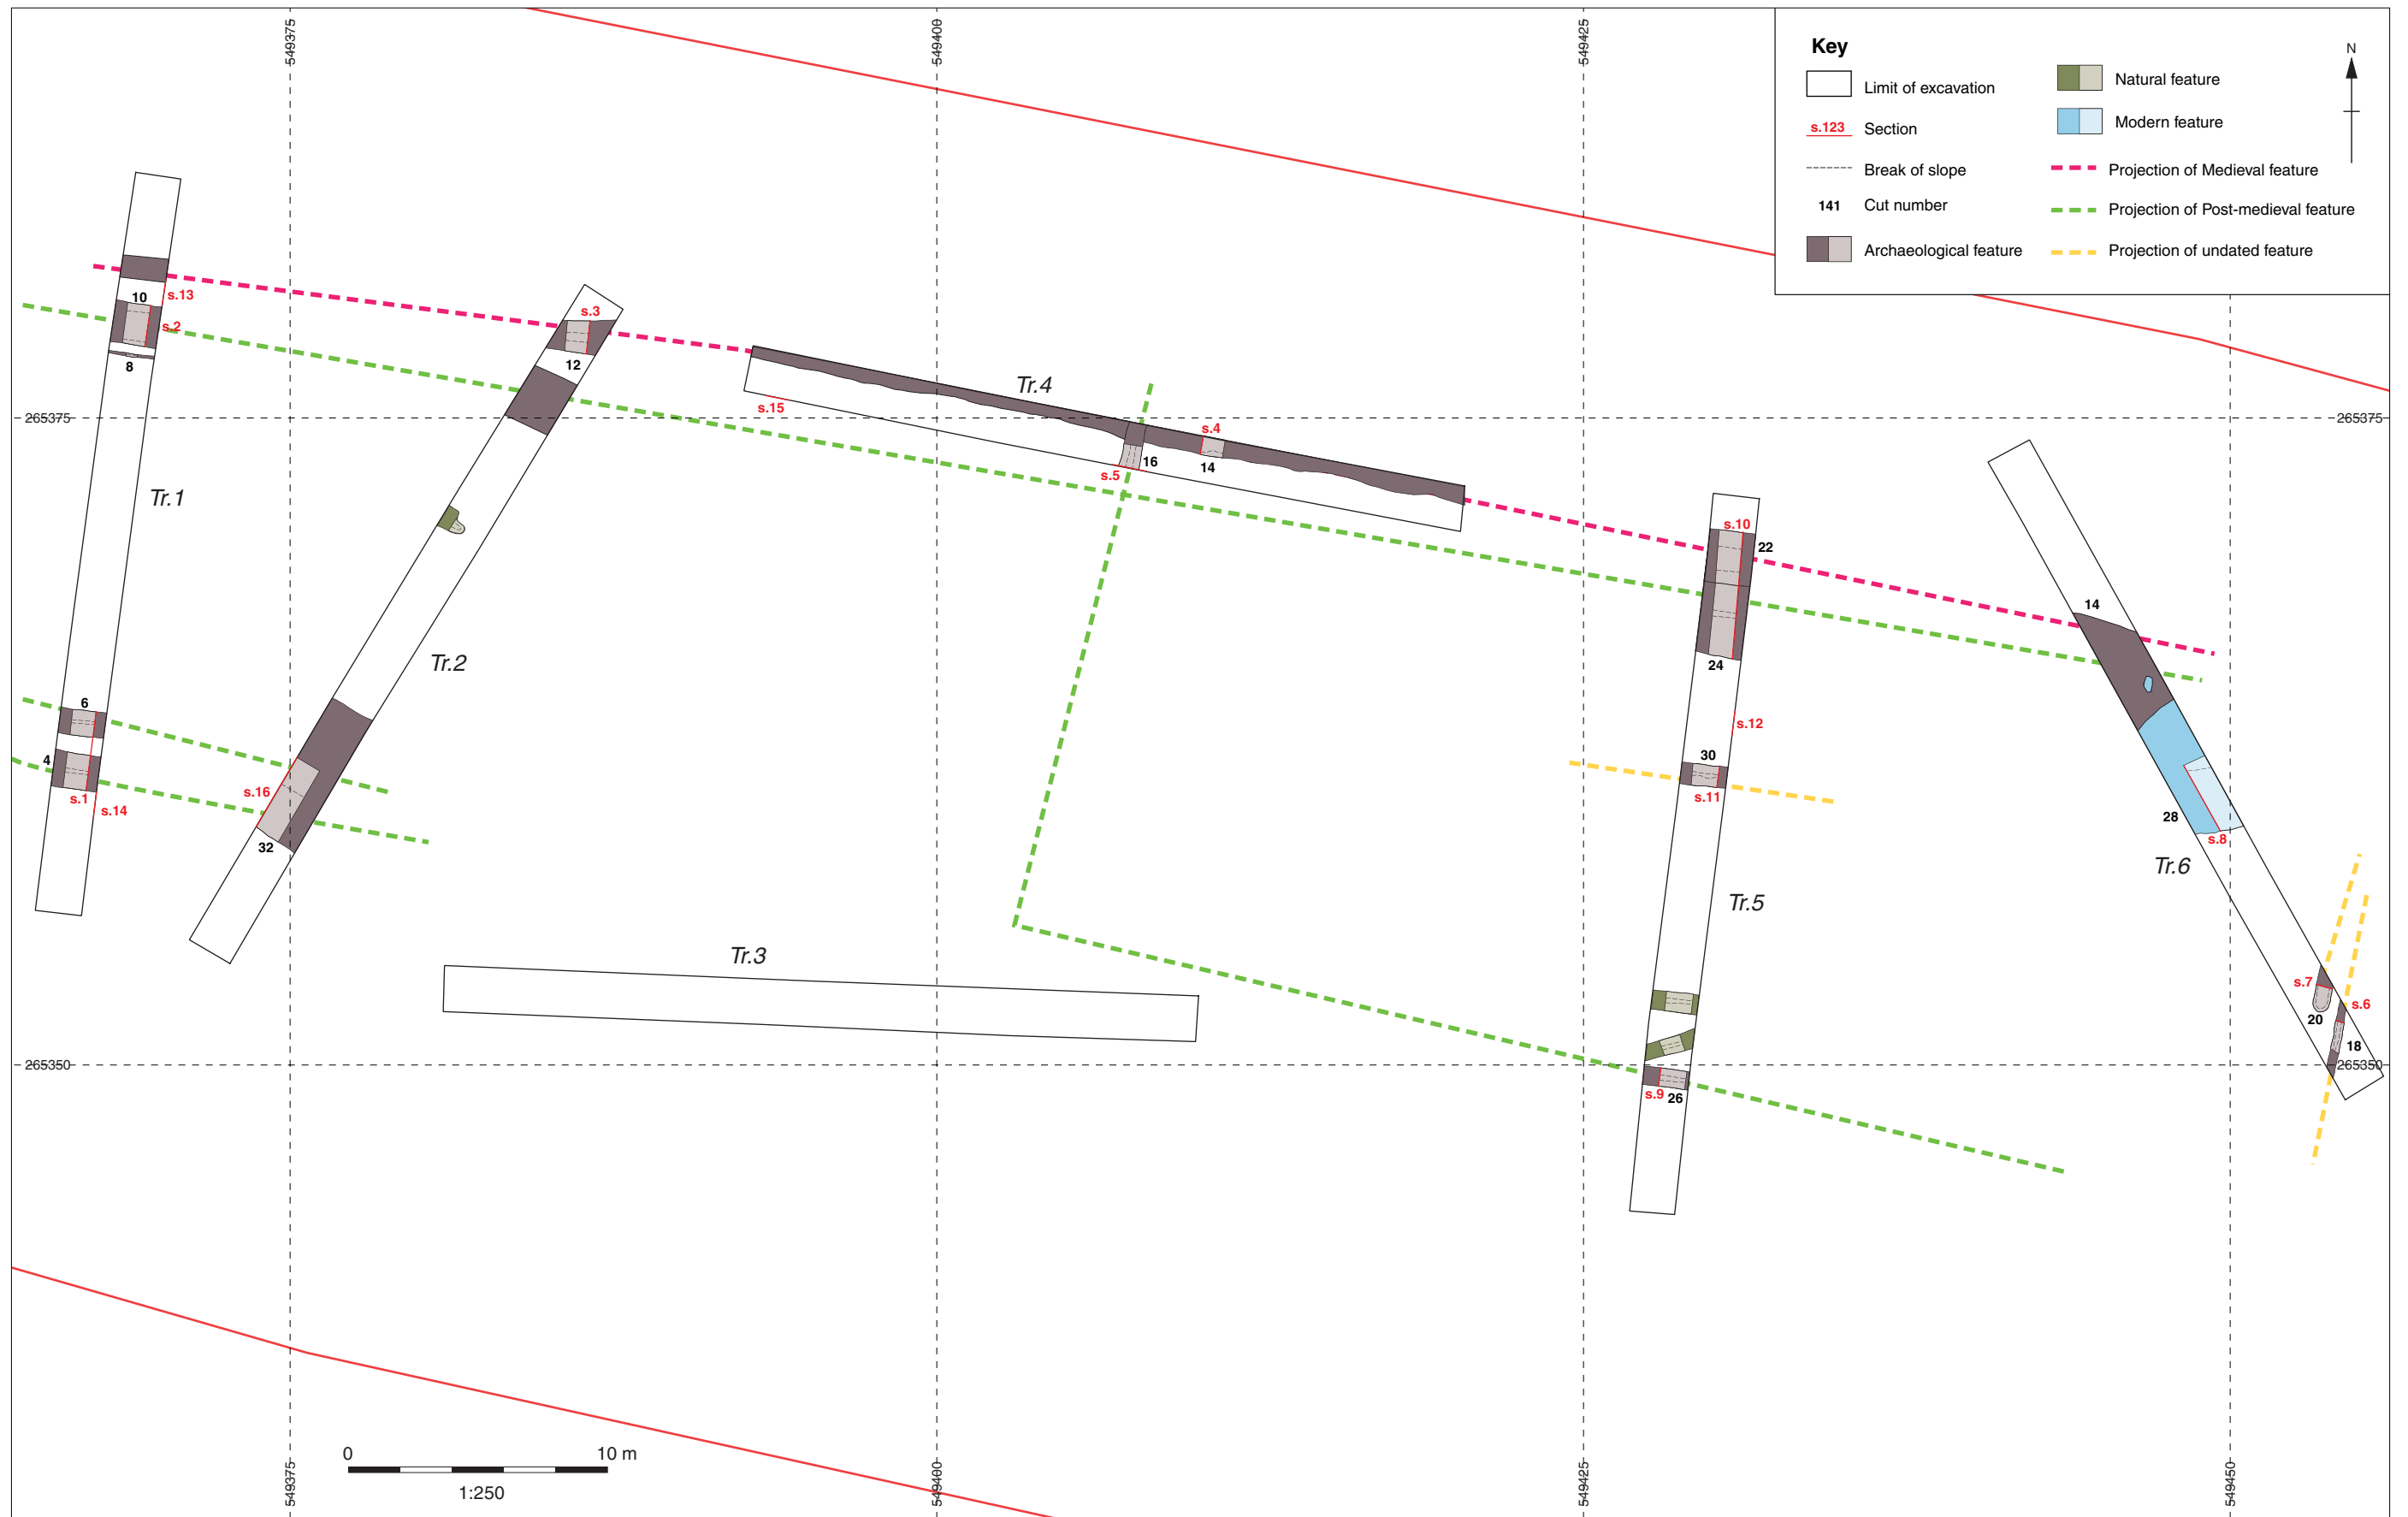 549375
549400
549425
Key
Limit of excavation
s.123
Section
Break of slope
141
Cut number
Archaeological feature
Natural feature
Modern feature
Projection of Medieval feature
Projection of Post-medieval feature
Projection of undated feature
N
10
s.13
s.2
8
s.3
12
Tr.4
s.15
265375
265375
s.4
s.5
16
14
Tr.1
s.10
22
14
24
Tr.2
6
4
s.1
s.14
s.16
32
s.12
30
s.11
28
s.8
Tr.6
Tr.5
Tr.3
s.7
s.6
20
18
265350
265350
s.9
26
0
10 m
1:250
549375
549400
549425
549450